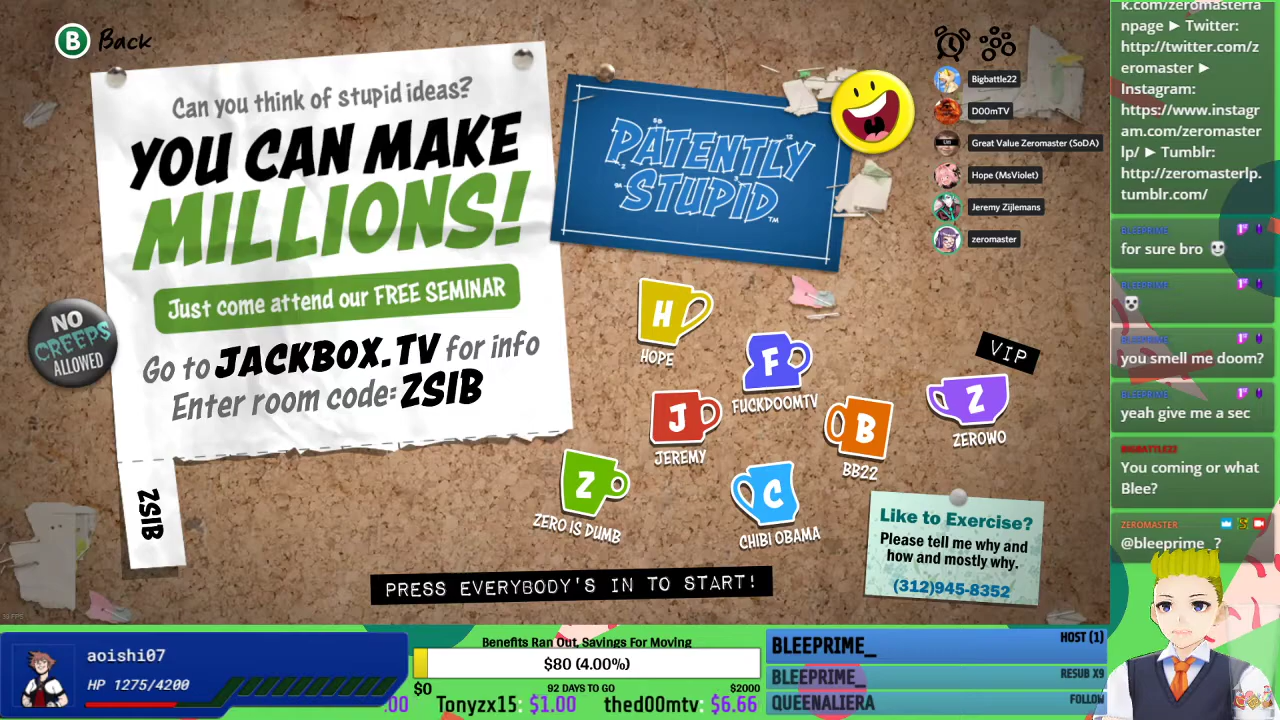 B Back
Can you think of stupid ideas?
YOU CAN MAKE
MILLIONS!
Just come attend our FREE SEMINAR
Go to JACKBOX.TV for info
Enter room code: ZSIB
NO
CREEPS
ALLOWED
ZSIB
PATENTLY
STUPID
Bigbattle22
D00mTV
Great Value Zeromaster (SoDA)
Hope (MsViolet)
Jeremy Zijlemans
zeromaster
H
HOPE
F
FUCKDOOMTV
J
JEREMY
B
BB22
VIP
Z
ZEROWO
Z
ZERO IS DUMB
C
CHIBI OBAMA
Like to Exercise?
Please tell me why and
how and mostly why.
(312)945-8352
PRESS EVERYBODY'S IN TO START!
k.com/zeromasterfa
npage ► Twitter:
http://twitter.com/z
eromaster ►
Instagram:
https://www.instagr
am.com/zeromaster
lp/ ► Tumblr:
http://zeromasterlp.
tumblr.com/
BLEEPRIME_
for sure bro
BLEEPRIME_
BLEEPRIME_
you smell me doom?
BLEEPRIME_
yeah give me a sec
BIGBATTLE22
You coming or what
Blee?
ZEROMASTER
@bleeprime_ ?
aoishi07
HP 1275/4200
Benefits Ran Out, Savings For Moving
$80 (4.00%)
$0 92 DAYS TO GO $2000
.00 Tonyzx15: $1.00 thed00mtv: $6.66
BLEEPRIME_ HOST (1)
BLEEPRIME_ RESUB X9
QUEENALIERA FOLLOW